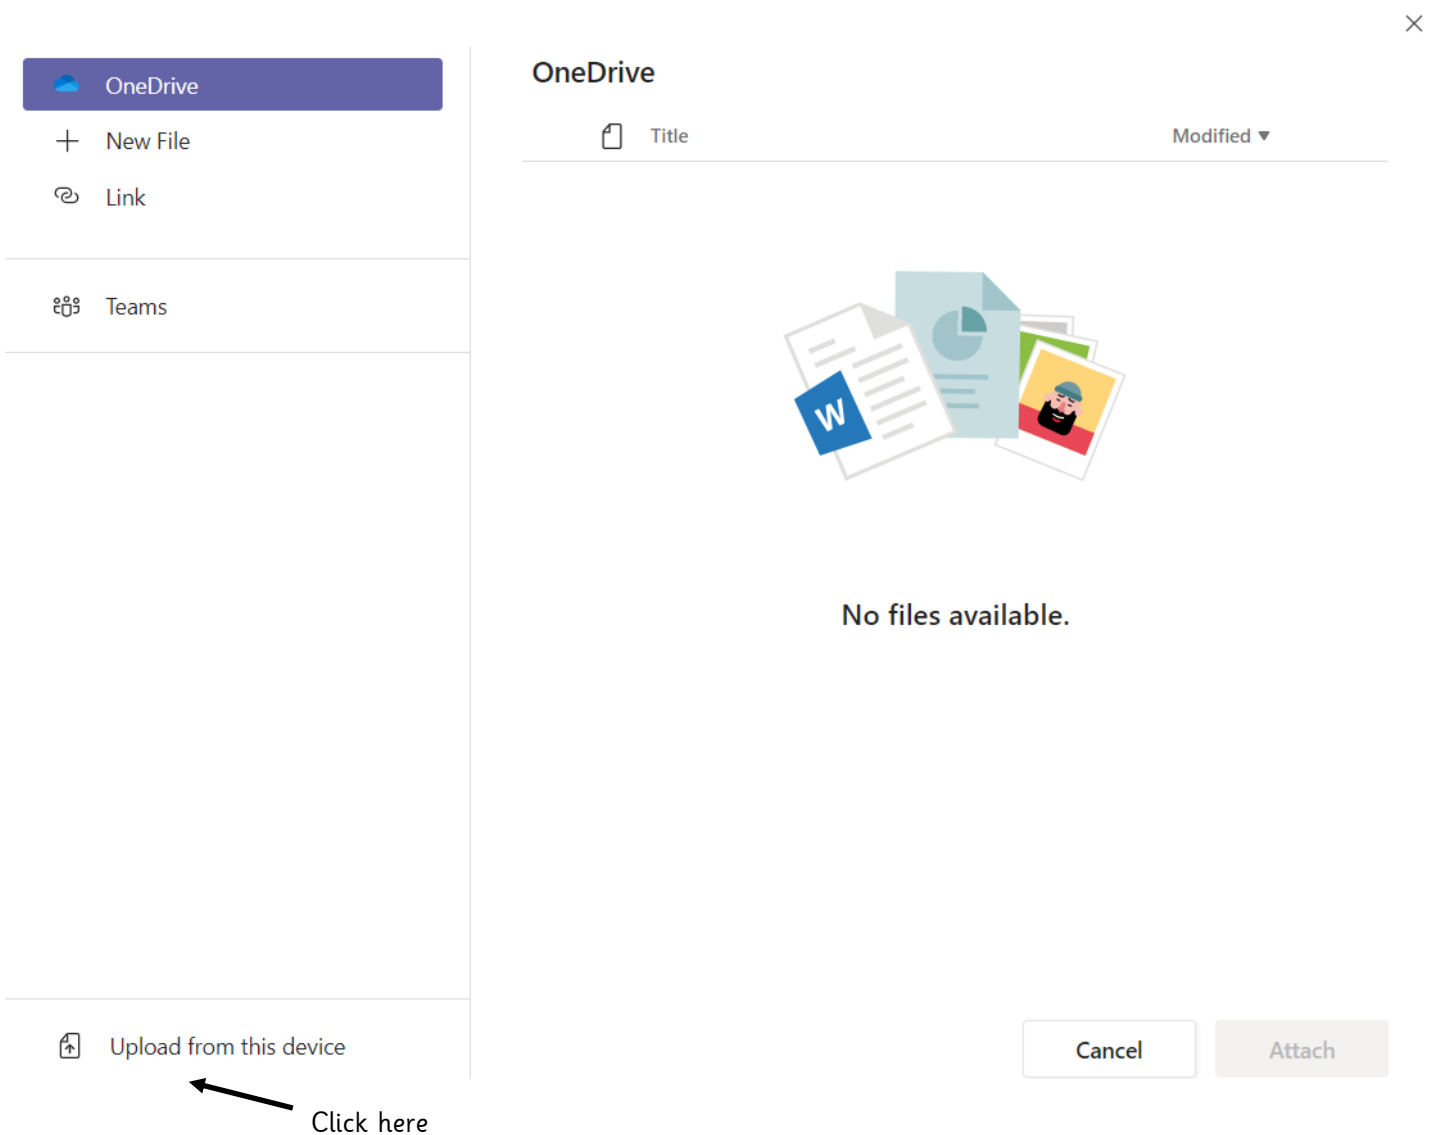 OneDrive
New File
Link
Teams
Upload from this device
Click here
OneDrive
Title Modified
W
No files available.
Cancel Attach